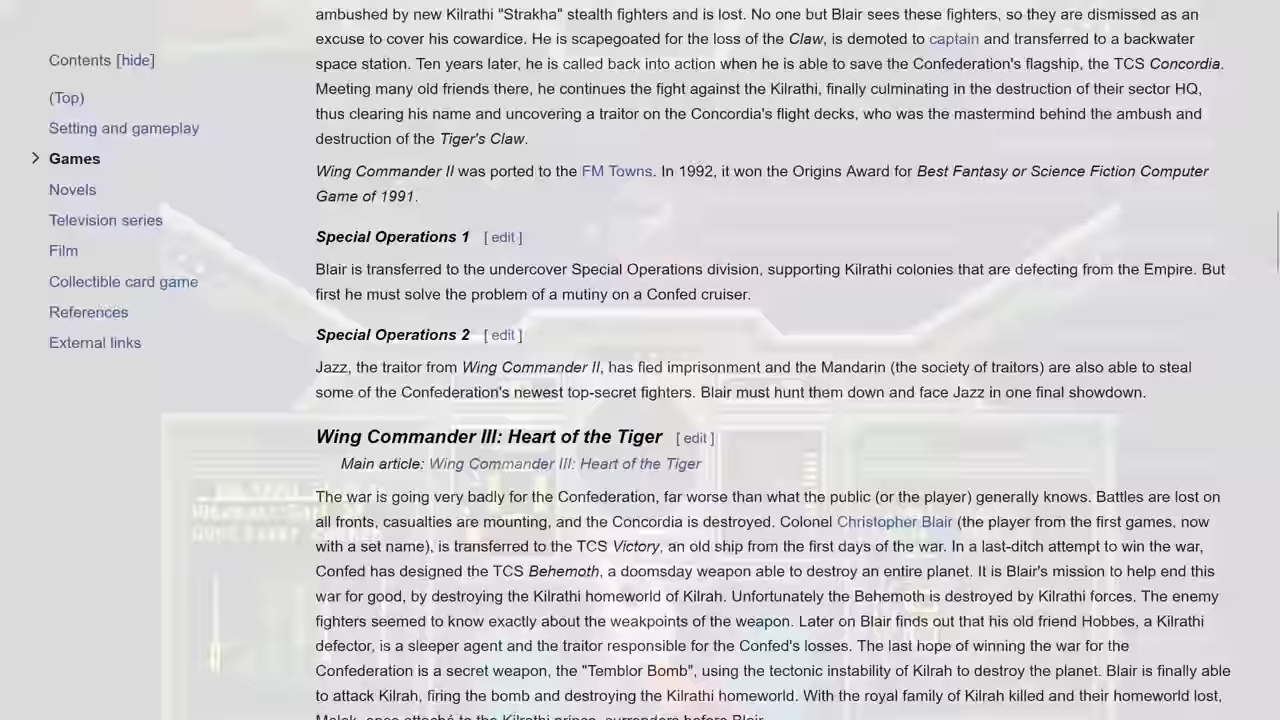 Contents [hide]
(Top)
Setting and gameplay
Games
Novels
Television series
Film
Collectible card game
References
External links
ambushed by new Kilrathi "Strakha" stealth fighters and is lost. No one but Blair sees these fighters, so they are dismissed as an
excuse to cover his cowardice. He is scapegoated for the loss of the Claw, is demoted to captain and transferred to a backwater
space station. Ten years later, he is called back into action when he is able to save the Confederation's flagship, the TCS Concordia.
Meeting many old friends there, he continues the fight against the Kilrathi, finally culminating in the destruction of their sector HQ,
thus clearing his name and uncovering a traitor on the Concordia's flight decks, who was the mastermind behind the ambush and
destruction of the Tiger's Claw.
Wing Commander II was ported to the FM Towns. In 1992, it won the Origins Award for Best Fantasy or Science Fiction Computer
Game of 1991.
Special Operations 1 [ edit ]
Blair is transferred to the undercover Special Operations division, supporting Kilrathi colonies that are defecting from the Empire. But
first he must solve the problem of a mutiny on a Confed cruiser.
Special Operations 2 [ edit ]
Jazz, the traitor from Wing Commander II, has fled imprisonment and the Mandarin (the society of traitors) are also able to steal
some of the Confederation's newest top-secret fighters. Blair must hunt them down and face Jazz in one final showdown.
Wing Commander III: Heart of the Tiger [ edit ]
Main article: Wing Commander III: Heart of the Tiger
The war is going very badly for the Confederation, far worse than what the public (or the player) generally knows. Battles are lost on
all fronts, casualties are mounting, and the Concordia is destroyed. Colonel Christopher Blair (the player from the first games, now
with a set name), is transferred to the TCS Victory, an old ship from the first days of the war. In a last-ditch attempt to win the war,
Confed has designed the TCS Behemoth, a doomsday weapon able to destroy an entire planet. It is Blair's mission to help end this
war for good, by destroying the Kilrathi homeworld of Kilrah. Unfortunately the Behemoth is destroyed by Kilrathi forces. The enemy
fighters seemed to know exactly about the weakpoints of the weapon. Later on Blair finds out that his old friend Hobbes, a Kilrathi
defector, is a sleeper agent and the traitor responsible for the Confed's losses. The last hope of winning the war for the
Confederation is a secret weapon, the "Temblor Bomb", using the tectonic instability of Kilrah to destroy the planet. Blair is finally able
to attack Kilrah, firing the bomb and destroying the Kilrathi homeworld. With the royal family of Kilrah killed and their homeworld lost,
Melek, once attaché to the Kilrathi prince, surrenders before Blair.